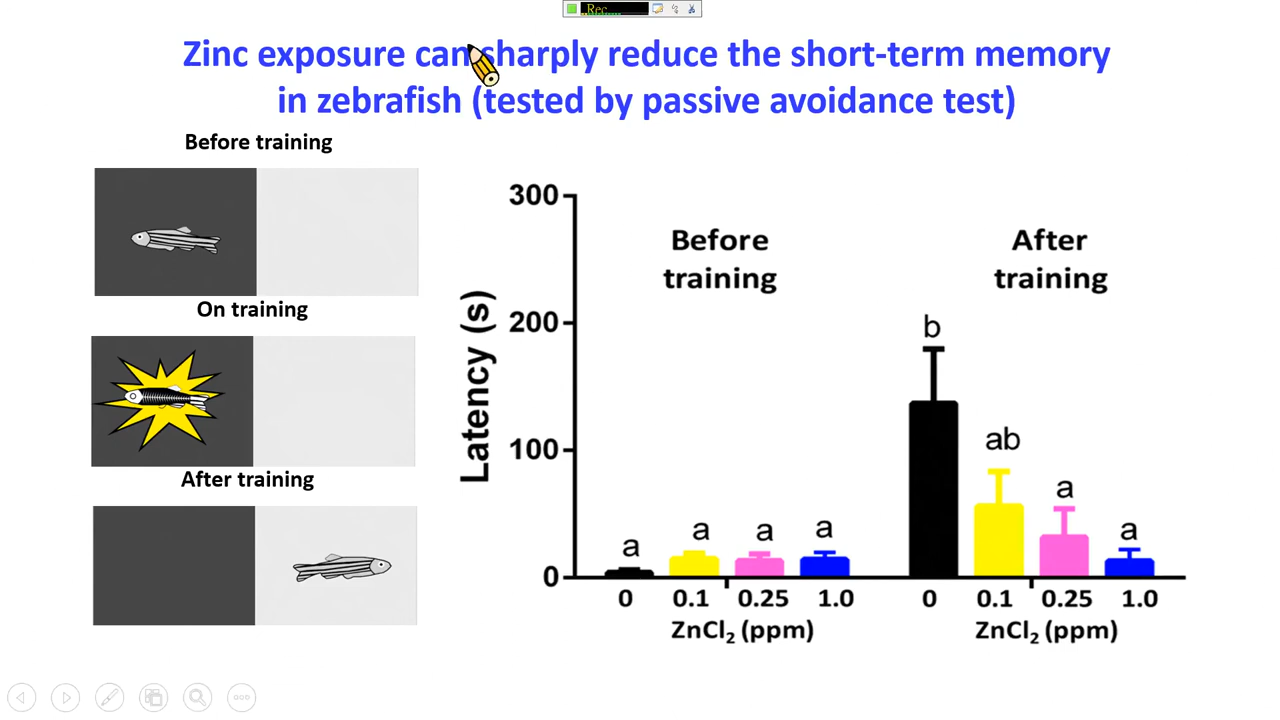 Rec
Zinc exposure can sharply reduce the short-term memory
in zebrafish (tested by passive avoidance test)
Before training
On training
After training
Latency (s)
300
200
100
0
Before
training
After
training
a
a
a
a
b
ab
a
a
0 0.1 0.25 1.0
ZnCl₂ (ppm)
0 0.1 0.25 1.0
ZnCl₂ (ppm)